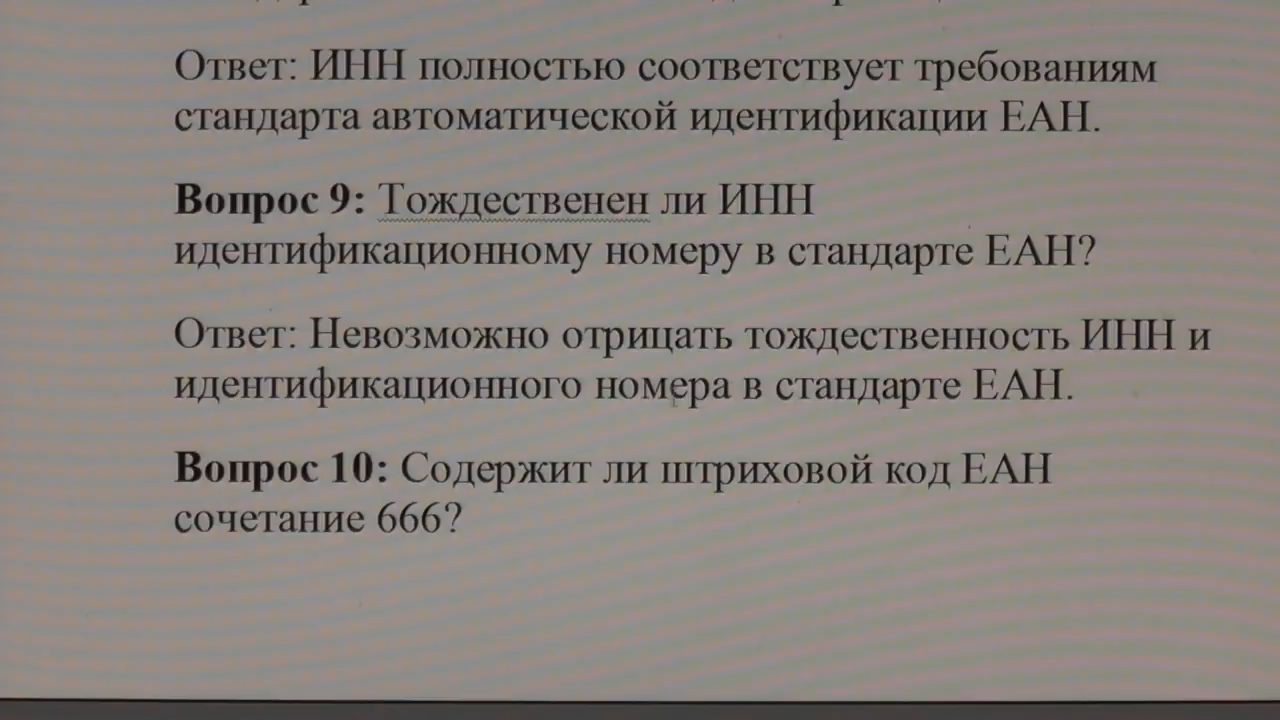 Ответ: ИНН полностью соответствует требованиям
стандарта автоматической идентификации ЕАН.
Вопрос 9: Тождественен ли ИНН
идентификационному номеру в стандарте ЕАН?
Ответ: Невозможно отрицать тождественность ИНН и
идентификационного номера в стандарте ЕАН.
Вопрос 10: Содержит ли штриховой код ЕАН
сочетание 666?